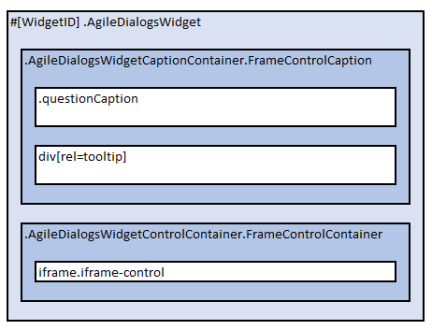 #[WidgetID] .AgileDialogsWidget
.AgileDialogsWidgetCaptionContainer.FrameControlCaption
.questionCaption
div[rel=tooltip]
.AgileDialogsWidgetControlContainer.FrameControlContainer
iframe.iframe-control